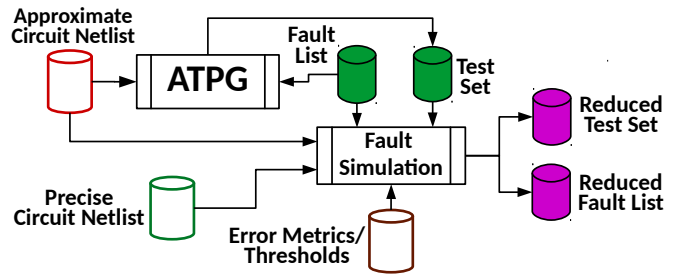 Approximate
Circuit Netlist
ATPG
Fault
List
Test
Set
Fault
Simulation
Reduced
Test Set
Reduced
Fault List
Precise
Circuit Netlist
Error Metrics/
Thresholds